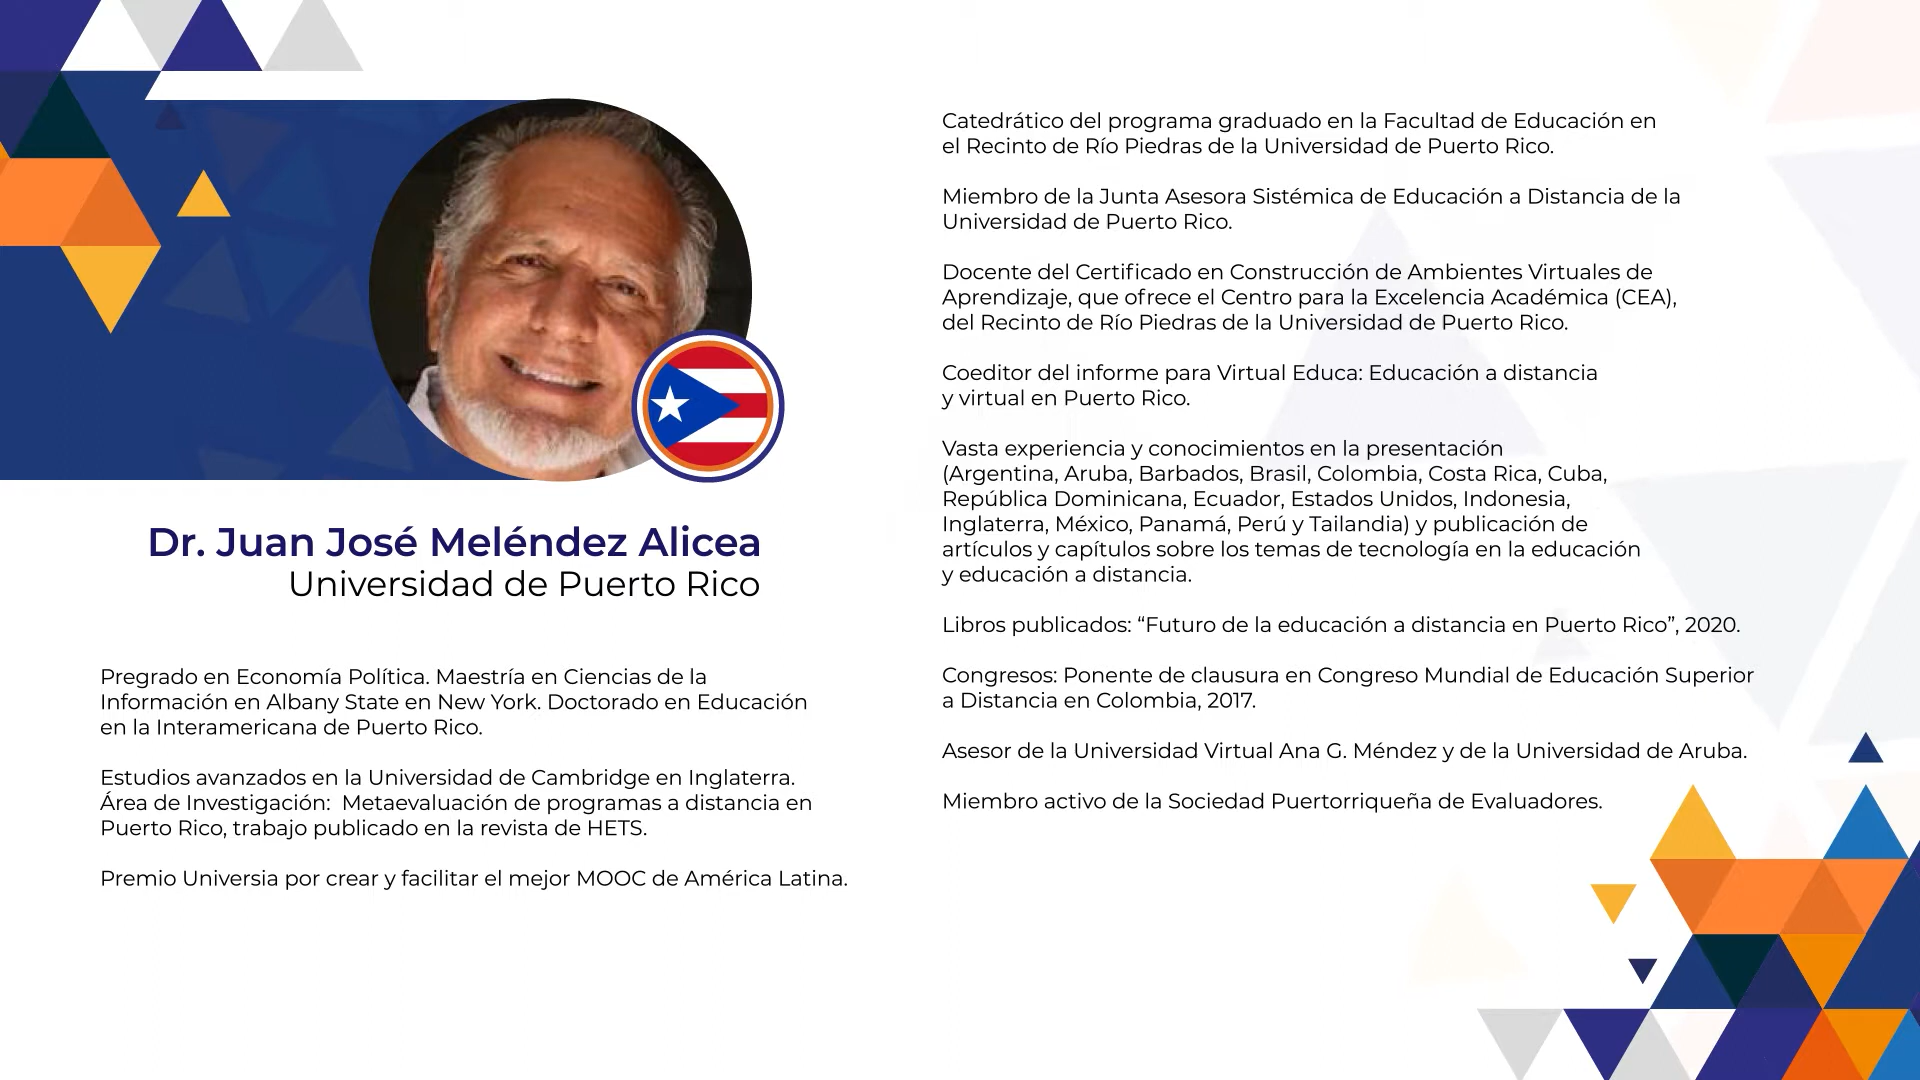 Dr. Juan José Meléndez Alicea
Universidad de Puerto Rico
Pregrado en Economía Política. Maestría en Ciencias de la
Información en Albany State en New York. Doctorado en Educación
en la Interamericana de Puerto Rico.
Estudios avanzados en la Universidad de Cambridge en Inglaterra.
Área de Investigación:  Metaevaluación de programas a distancia en
Puerto Rico, trabajo publicado en la revista de HETS.
Premio Universia por crear y facilitar el mejor MOOC de América Latina.
Catedrático del programa graduado en la Facultad de Educación en
el Recinto de Río Piedras de la Universidad de Puerto Rico.
Miembro de la Junta Asesora Sistémica de Educación a Distancia de la
Universidad de Puerto Rico.
Docente del Certificado en Construcción de Ambientes Virtuales de
Aprendizaje, que ofrece el Centro para la Excelencia Académica (CEA),
del Recinto de Río Piedras de la Universidad de Puerto Rico.
Coeditor del informe para Virtual Educa: Educación a distancia
y virtual en Puerto Rico.
Vasta experiencia y conocimientos en la presentación
(Argentina, Aruba, Barbados, Brasil, Colombia, Costa Rica, Cuba,
República Dominicana, Ecuador, Estados Unidos, Indonesia,
Inglaterra, México, Panamá, Perú y Tailandia) y publicación de
artículos y capítulos sobre los temas de tecnología en la educación
y educación a distancia.
Libros publicados: “Futuro de la educación a distancia en Puerto Rico”, 2020.
Congresos: Ponente de clausura en Congreso Mundial de Educación Superior
a Distancia en Colombia, 2017.
Asesor de la Universidad Virtual Ana G. Méndez y de la Universidad de Aruba.
Miembro activo de la Sociedad Puertorriqueña de Evaluadores.